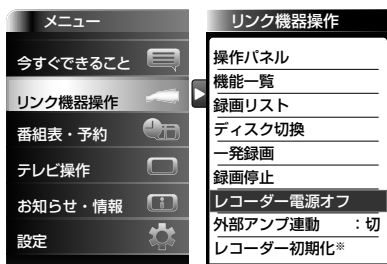 メニュー
今すぐできること
リンク機器操作
番組表・予約
テレビ操作
お知らせ・情報
設定
リンク機器操作
操作パネル
機能一覧
録画リスト
ディスク切換
一発録画
録画停止
レコーダー電源オフ
外部アンプ連動 ：切
レコーダー初期化※